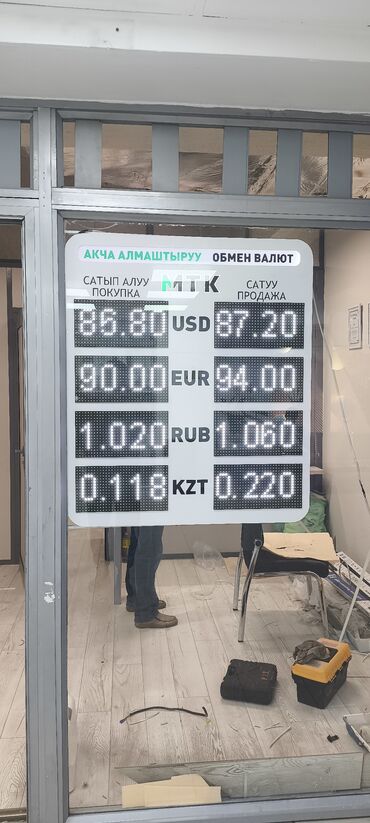 АКЧА АЛМАШТЫРУУ ОБМЕН ВАЛЮТ
САТЫП АЛУУ ПОКУПКА МТК САТУУ ПРОДАЖА
86.80 USD 87.20
90.00 EUR 94.00
1.020 RUB 1.060
0.118 KZT 0.220